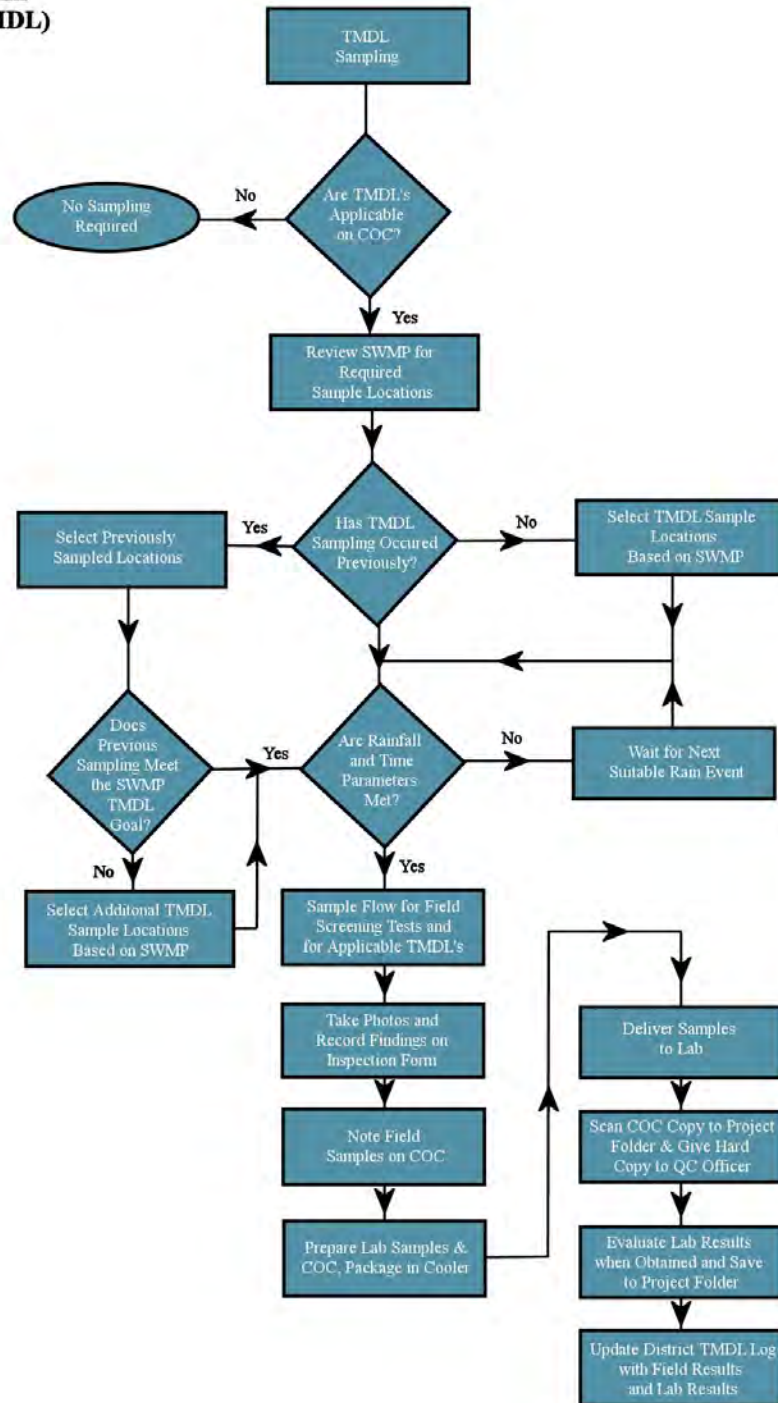 MDL)
TMDL
Sampling
Are TMDL's
Applicable
on COC?
No
No Sampling
Required
Yes
Review SWMP for
Required
Sample Locations
Has TMDL
Sampling Occured
Previously?
Yes
Select Previously
Sampled Locations
No
Select TMDL Sample
Locations
Based on SWMP
Does
Previous
Sampling Meet
the SWMP
TMDL
Goal?
Yes
No
Select Additonal TMDL
Sample Locations
Based on SWMP
Are Rainfall
and Time
Parameters
Met?
No
Wait for Next
Suitable Rain Event
Yes
Sample Flow for Field
Screening Tests and
for Applicable TMDL's
Take Photos and
Record Findings on
Inspection Form
Note Field
Samples on COC
Prepare Lab Samples &
COC, Package in Cooler
Deliver Samples
to Lab
Scan COC Copy to Project
Folder & Give Hard
Copy to QC Officer
Evaluate Lab Results
when Obtained and Save
to Project Folder
Update District TMDL Log
with Field Results
and Lab Results